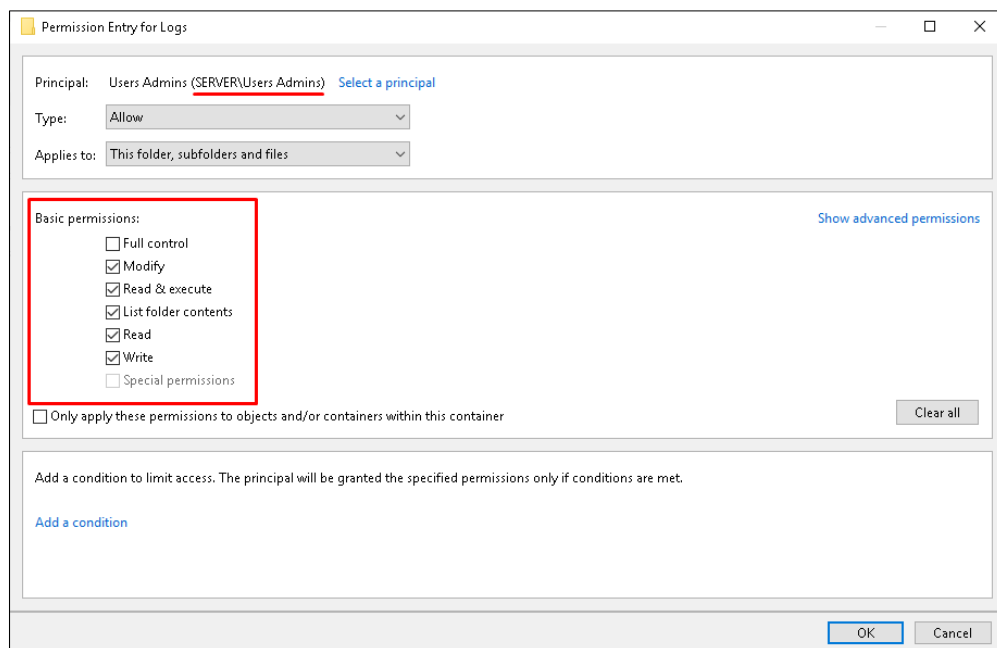 Permission Entry for Logs
Principal: Users Admins (SERVER\Users Admins) Select a principal
Type: Allow
Applies to: This folder, subfolders and files
Basic permissions: Show advanced permissions
Full control
Modify
Read & execute
List folder contents
Read
Write
Special permissions
Only apply these permissions to objects and/or containers within this container
Clear all
Add a condition to limit access. The principal will be granted the specified permissions only if conditions are met.
Add a condition
OK Cancel